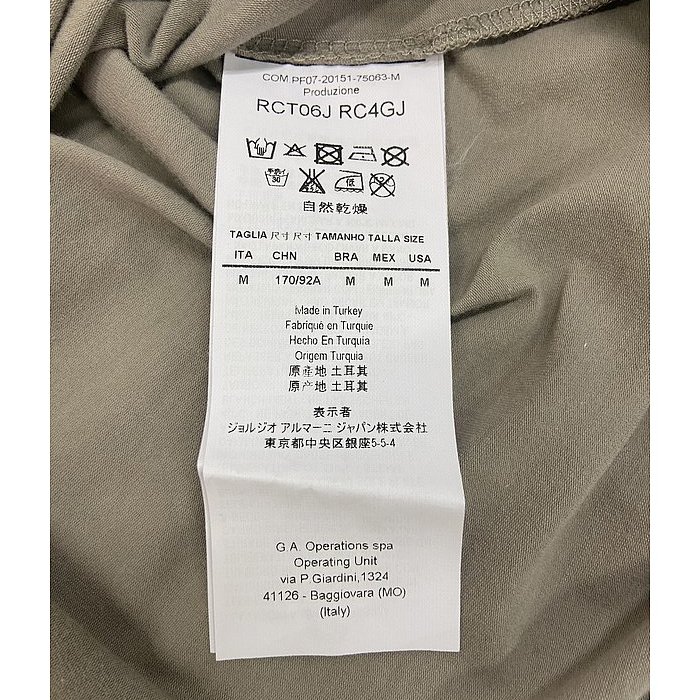 COM.PF07-20151-75063-M
Produzione
RCT06J RC4GJ
自然乾燥
TAGLIA 尺寸 尺寸 TAMANHO TALLA SIZE
ITA CHN BRA MEX USA
M 170/92A M M M
Made in Turkey
Fabriqué en Turquie
Hecho En Turquia
Origem Turquia
原産地 土耳其
原产地 土耳其
表示者
ジョルジオ アルマーニ ジャパン株式会社
東京都中央区銀座5-5-4
G.A. Operations spa
Operating Unit
via P.Giardini,1324
41126 - Baggiovara (MO)
(Italy)